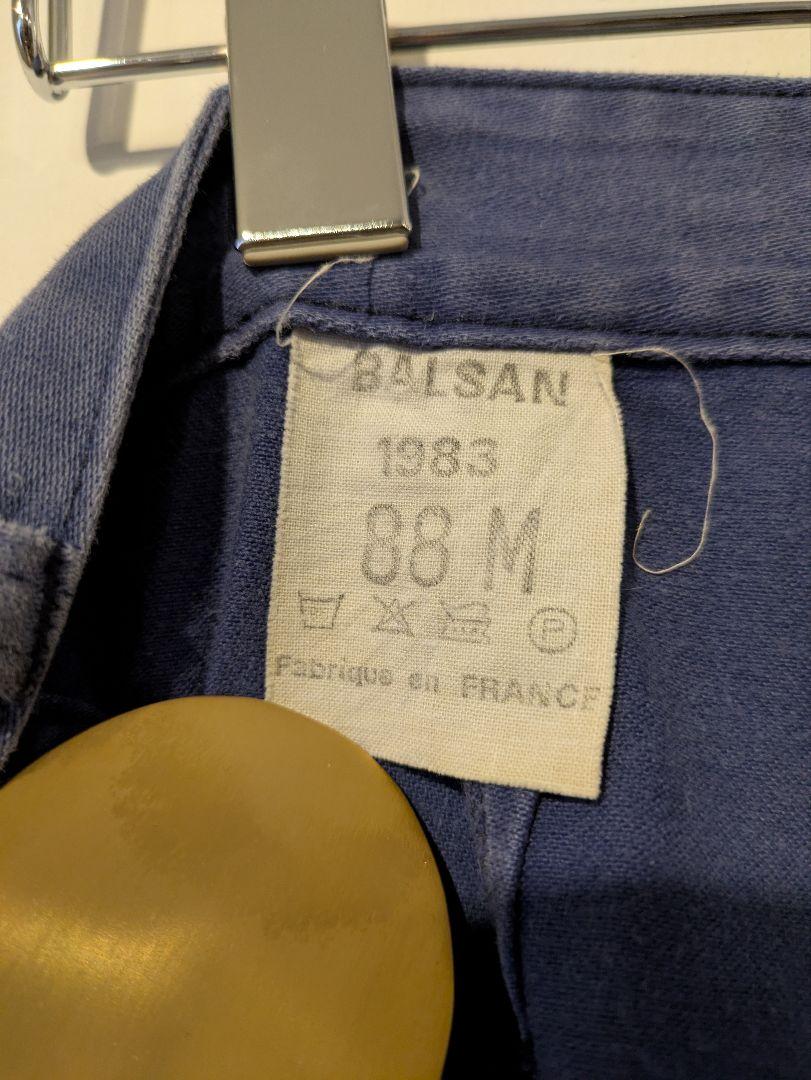 BALSAN
1983
88 M
P
Fabrique en FRANCE